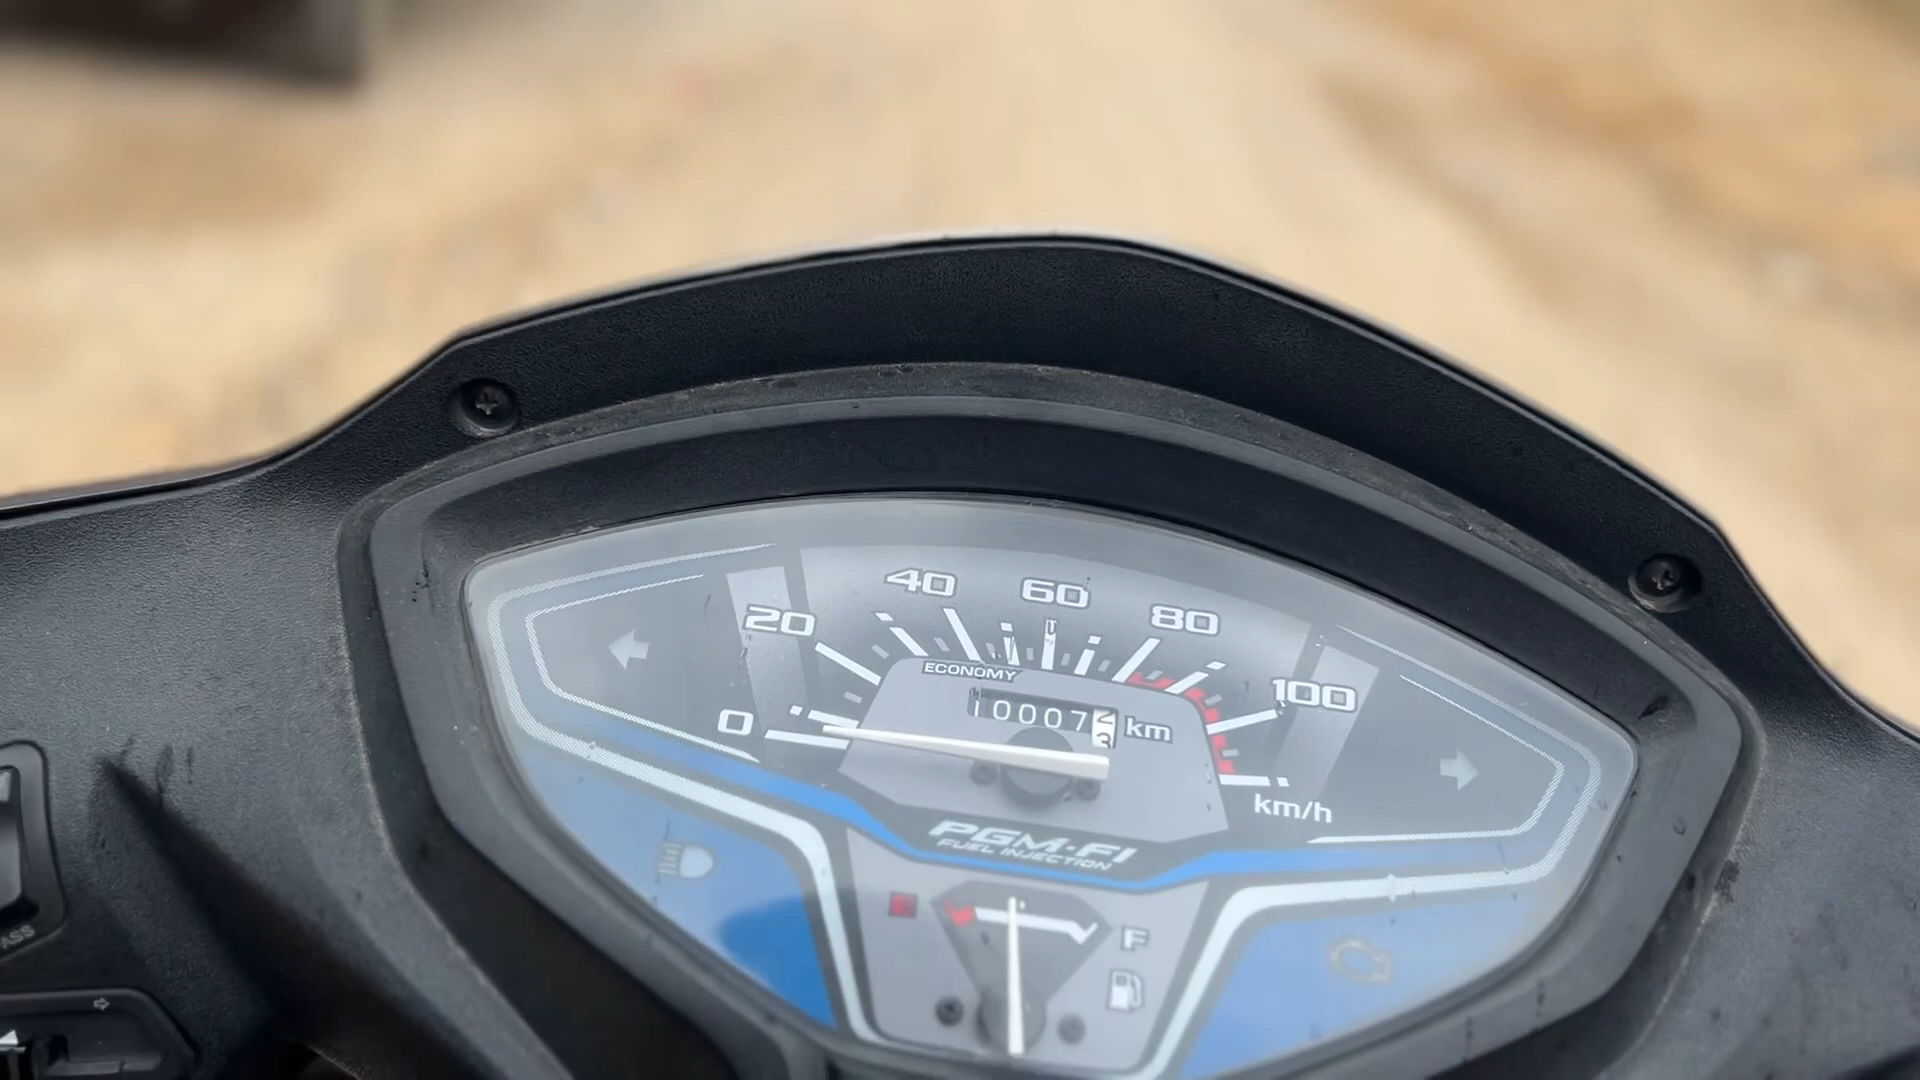 0 20 40 60 80 100
ECONOMY
10007 km
km/h
PGM-FI
FUEL INJECTION
F